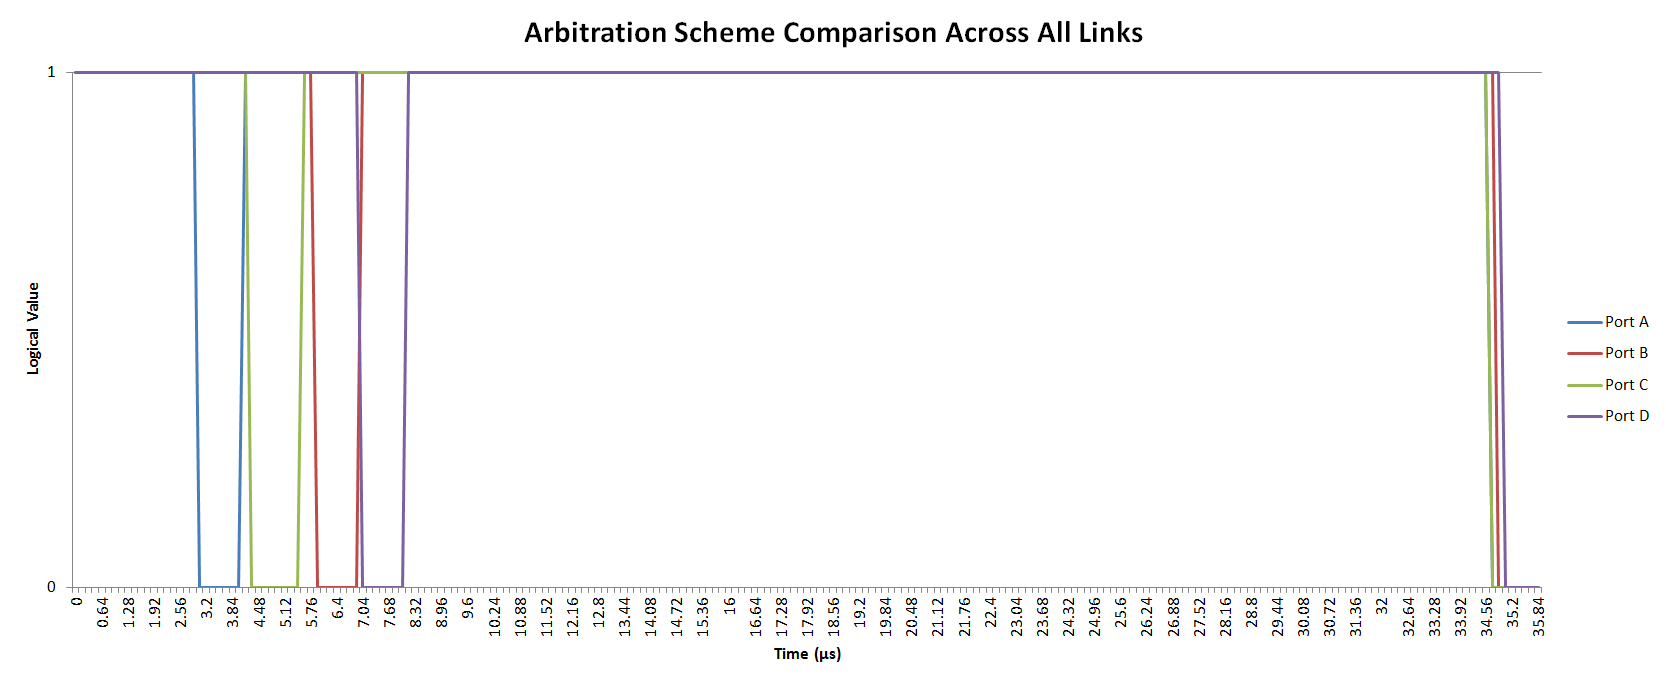 Arbitration Scheme Comparison Across All Links
1
Logical Value
0
0 0.64 1.28 1.92 2.56 3.2 3.84 4.48 5.12 5.76 6.4 7.04 7.68 8.32 8.96 9.6 10.24 10.88 11.52 12.16 12.8 13.44 14.08 14.72 15.36 16 16.64 17.28 17.92 18.56 19.2 19.84 20.48 21.12 21.76 22.4 23.04 23.68 24.32 24.96 25.6 26.24 26.88 27.52 28.16 28.8 29.44 30.08 30.72 31.36 32 32.64 33.28 33.92 34.56 35.2 35.84
Time (µs)
Port A
Port B
Port C
Port D